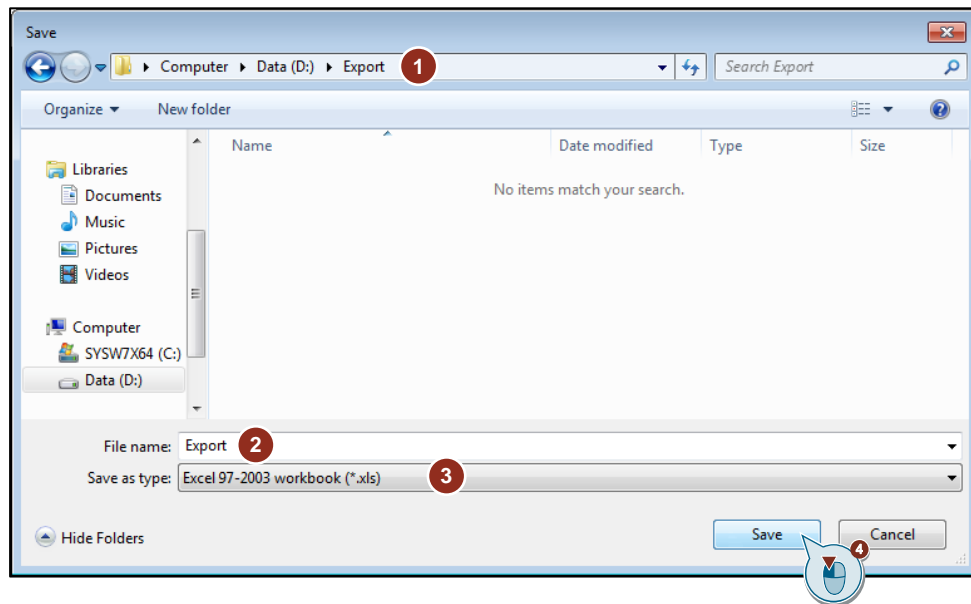 Save
Computer Data (D:) Export 1 Search Export
Organize New folder
Name Date modified Type Size
No items match your search.
Libraries
Documents
Music
Pictures
Videos
Computer
SYSW7X64 (C:)
Data (D:)
File name: Export 2
Save as type: Excel 97-2003 workbook (*.xls) 3
Hide Folders Save Cancel
4